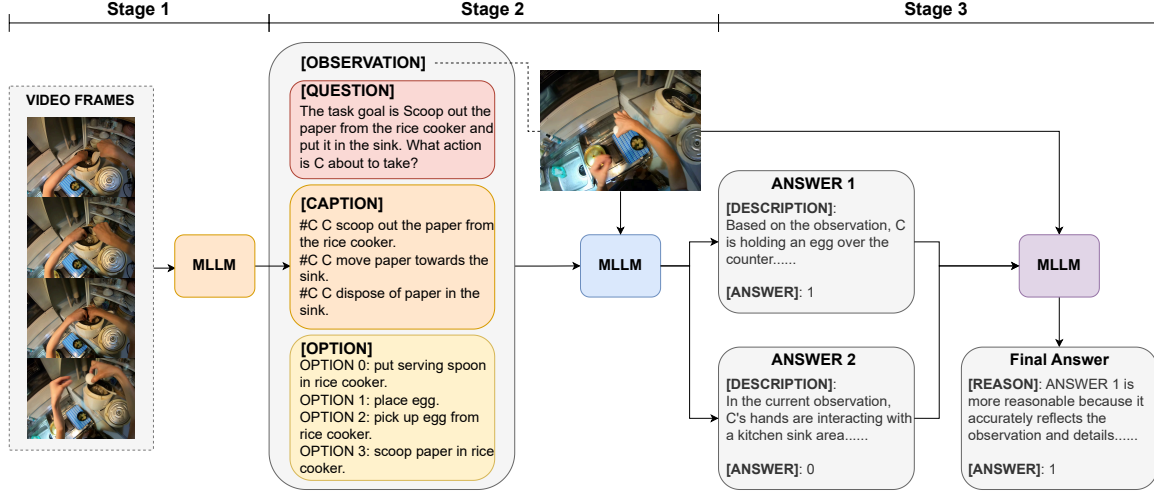 Stage 1
Stage 2
Stage 3
VIDEO FRAMES
MLLM
[OBSERVATION]
[QUESTION]
The task goal is Scoop out the
paper from the rice cooker and
put it in the sink. What action
is C about to take?
[CAPTION]
#C C scoop out the paper from
the rice cooker.
#C C move paper towards the
sink.
#C C dispose of paper in the
sink.
[OPTION]
OPTION 0: put serving spoon
in rice cooker.
OPTION 1: place egg.
OPTION 2: pick up egg from
rice cooker.
OPTION 3: scoop paper in rice
cooker.
MLLM
ANSWER 1
[DESCRIPTION]:
Based on the observation, C
is holding an egg over the
counter......
[ANSWER]: 1
ANSWER 2
[DESCRIPTION]:
In the current observation,
C's hands are interacting with
a kitchen sink area......
[ANSWER]: 0
MLLM
Final Answer
[REASON]: ANSWER 1 is
more reasonable because it
accurately reflects the
observation and details......
[ANSWER]: 1